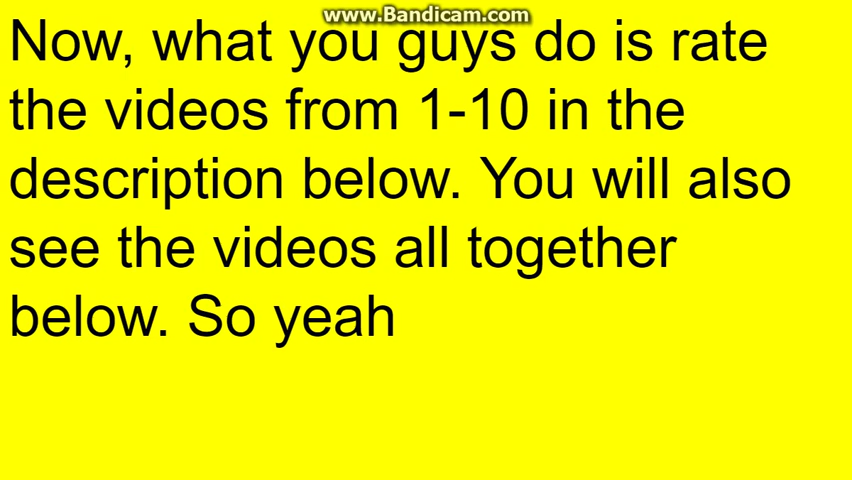 www.Bandicam.com
Now, what you guys do is rate
the videos from 1-10 in the
description below. You will also
see the videos all together
below. So yeah